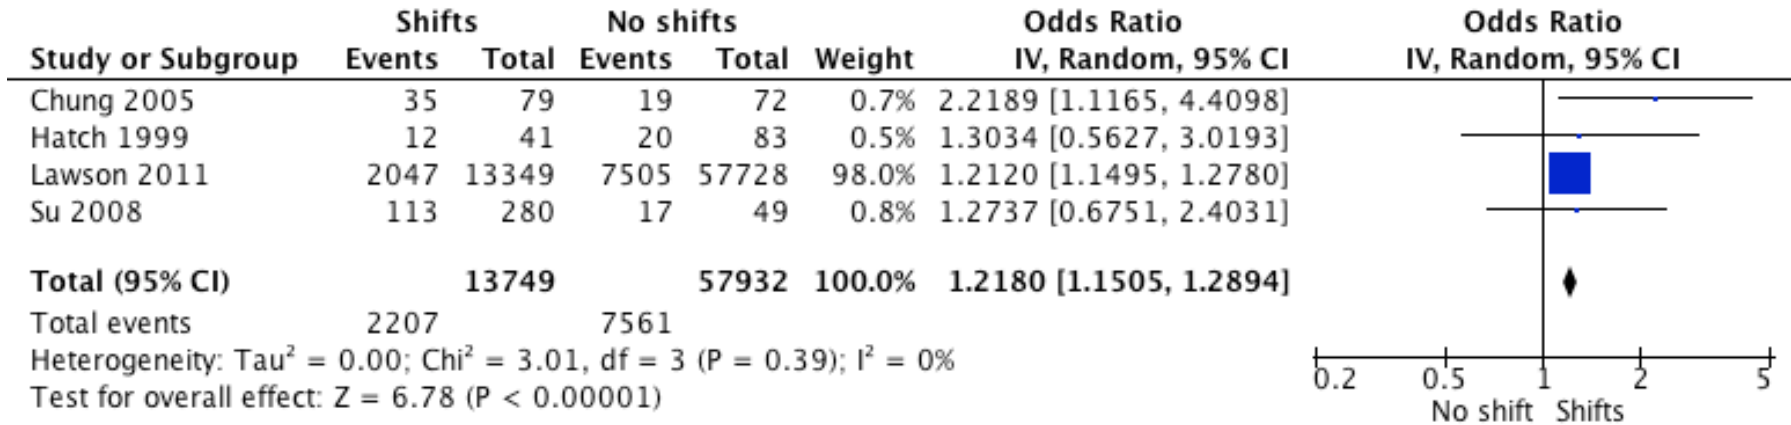 Shifts No shifts Odds Ratio Odds Ratio
Study or Subgroup Events Total Events Total Weight IV, Random, 95% CI IV, Random, 95% CI
Chung 2005 35 79 19 72 0.7% 2.2189 [1.1165, 4.4098]
Hatch 1999 12 41 20 83 0.5% 1.3034 [0.5627, 3.0193]
Lawson 2011 2047 13349 7505 57728 98.0% 1.2120 [1.1495, 1.2780]
Su 2008 113 280 17 49 0.8% 1.2737 [0.6751, 2.4031]
Total (95% CI) 13749 57932 100.0% 1.2180 [1.1505, 1.2894]
Total events 2207 7561
Heterogeneity: Tau² = 0.00; Chi² = 3.01, df = 3 (P = 0.39); I² = 0%
Test for overall effect: Z = 6.78 (P < 0.00001)
0.2 0.5 1 2 5
No shift Shifts